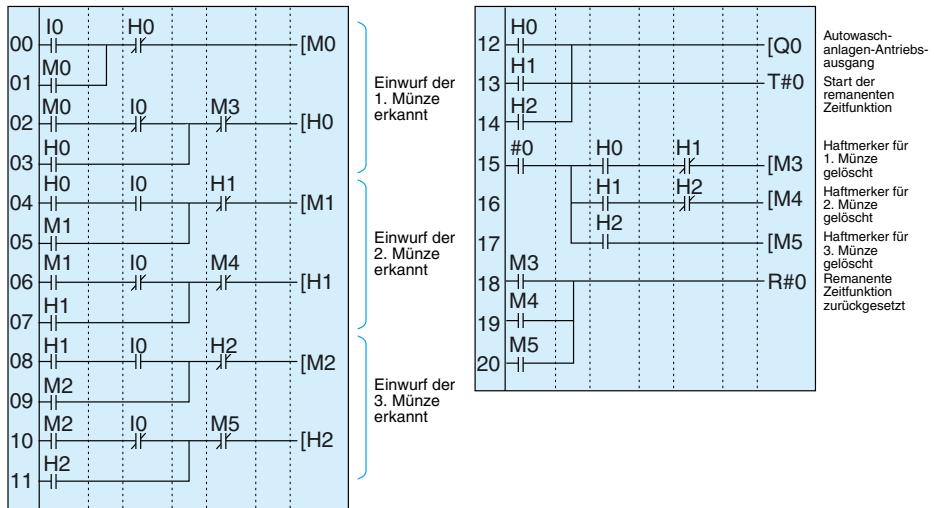 I0 H0
00 [M0
M0
01
M0 I0 M3
02 [H0
H0
03
H0 I0 H1
04 [M1
M1
05
M1 I0 M4
06 [H1
H1
07
H1 I0 H2
08 [M2
M2
09
M2 I0 M5
10 [H2
H2
11
Einwurf der
1. Münze
erkannt
Einwurf der
2. Münze
erkannt
Einwurf der
3. Münze
erkannt
H0
12 [Q0
H1
13 T#0
H2
14
#0 H0 H1
15 [M3
H1 H2
16 [M4
H2
17 [M5
M3
18 R#0
M4
19
M5
20
Autowasch-
anlagen-Antriebs-
ausgang
Start der
remanenten
Zeitfunktion
Haftmerker für
1. Münze
gelöscht
Haftmerker für
2. Münze
gelöscht
Haftmerker für
3. Münze
gelöscht
Remanente
Zeitfunktion
zurückgesetzt